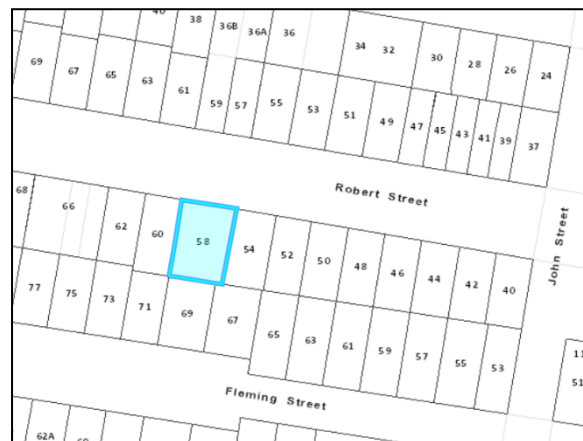 38 36B 36A 36 34 32 30 28 26 24
69 67 65 63 61 59 57 55 53 51 49 47 45 43 41 39 37
Robert Street
John Street
68 66 62 60 58 54 52 50 48 46 44 42 40
77 75 73 71 69 67 65 63 61 59 57 55 53
51
Fleming Street
62A